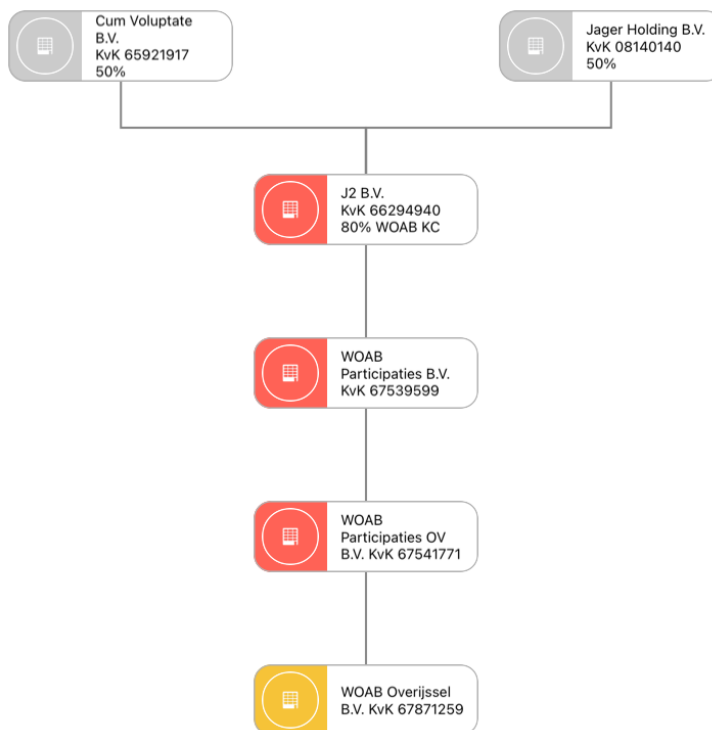 Cum Voluptate
B.V.
KvK 65921917
50%
Jager Holding B.V.
KvK 08140140
50%
J2 B.V.
KvK 66294940
80% WOAB KC
WOAB
Participaties B.V.
KvK 67539599
WOAB
Participaties OV
B.V. KvK 67541771
WOAB Overijssel
B.V. KvK 67871259